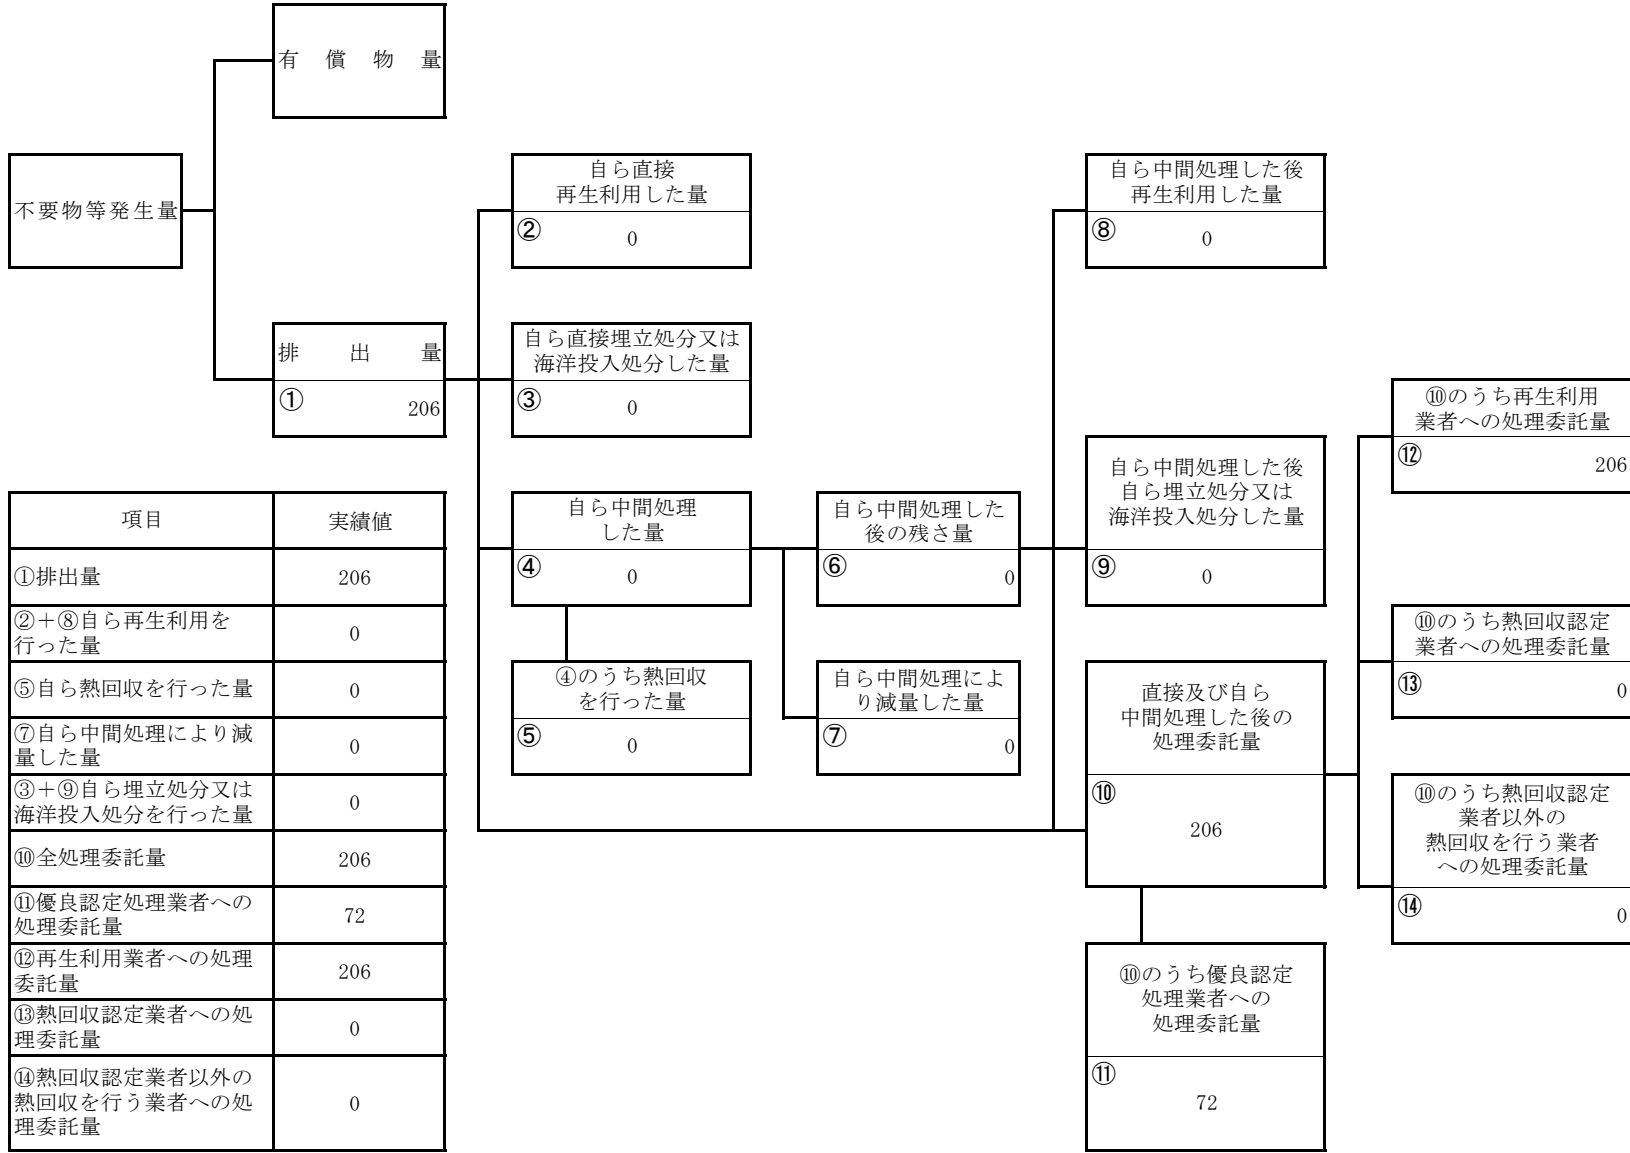 有償物量
不要物等発生量
排出量
① 206
自ら直接
再生利用した量
② 0
自ら直接埋立処分又は
海洋投入処分した量
③ 0
自ら中間処理
した量
④ 0
④のうち熱回収
を行った量
⑤ 0
自ら中間処理した
後の残さ量
⑥ 0
自ら中間処理によ
り減量した量
⑦ 0
自ら中間処理した後
再生利用した量
⑧ 0
自ら中間処理した後
自ら埋立処分又は
海洋投入処分した量
⑨ 0
直接及び自ら
中間処理した後の
処理委託量
⑩
206
⑩のうち優良認定
処理業者への
処理委託量
⑪
72
⑩のうち再生利用
業者への処理委託量
⑫ 206
⑩のうち熱回収認定
業者への処理委託量
⑬ 0
⑩のうち熱回収認定
業者以外の
熱回収を行う業者
への処理委託量
⑭ 0
項目 実績値
①排出量 206
②+⑧自ら再生利用を
行った量 0
⑤自ら熱回収を行った量 0
⑦自ら中間処理により減
量した量 0
③+⑨自ら埋立処分又は
海洋投入処分を行った量 0
⑩全処理委託量 206
⑪優良認定処理業者への
処理委託量 72
⑫再生利用業者への処理
委託量 206
⑬熱回収認定業者への処
理委託量 0
⑭熱回収認定業者以外の
熱回収を行う業者への処 0
理委託量